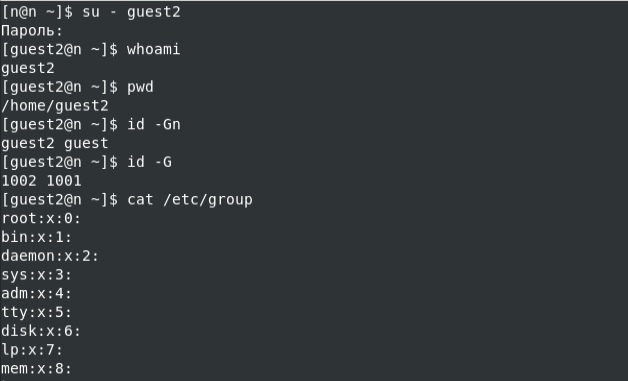 [n@n ~]$ su - guest2
Пароль:
[guest2@n ~]$ whoami
guest2
[guest2@n ~]$ pwd
/home/guest2
[guest2@n ~]$ id -Gn
guest2 guest
[guest2@n ~]$ id -G
1002 1001
[guest2@n ~]$ cat /etc/group
root:x:0:
bin:x:1:
daemon:x:2:
sys:x:3:
adm:x:4:
tty:x:5:
disk:x:6:
lp:x:7:
mem:x:8: